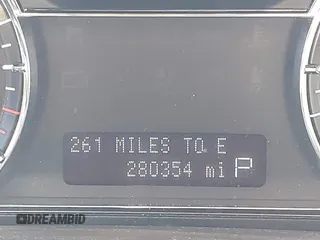 261 MILES TO E
280354 mi P
DREAMBID